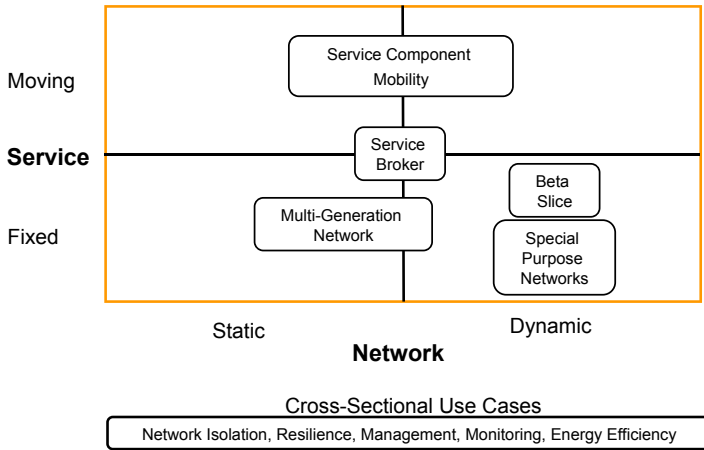 Service Component
Mobility
Moving
Service
Service
Broker
Beta
Slice
Multi-Generation
Network
Fixed
Special
Purpose
Networks
Static
Dynamic
Network
Cross-Sectional Use Cases
Network Isolation, Resilience, Management, Monitoring, Energy Efficiency